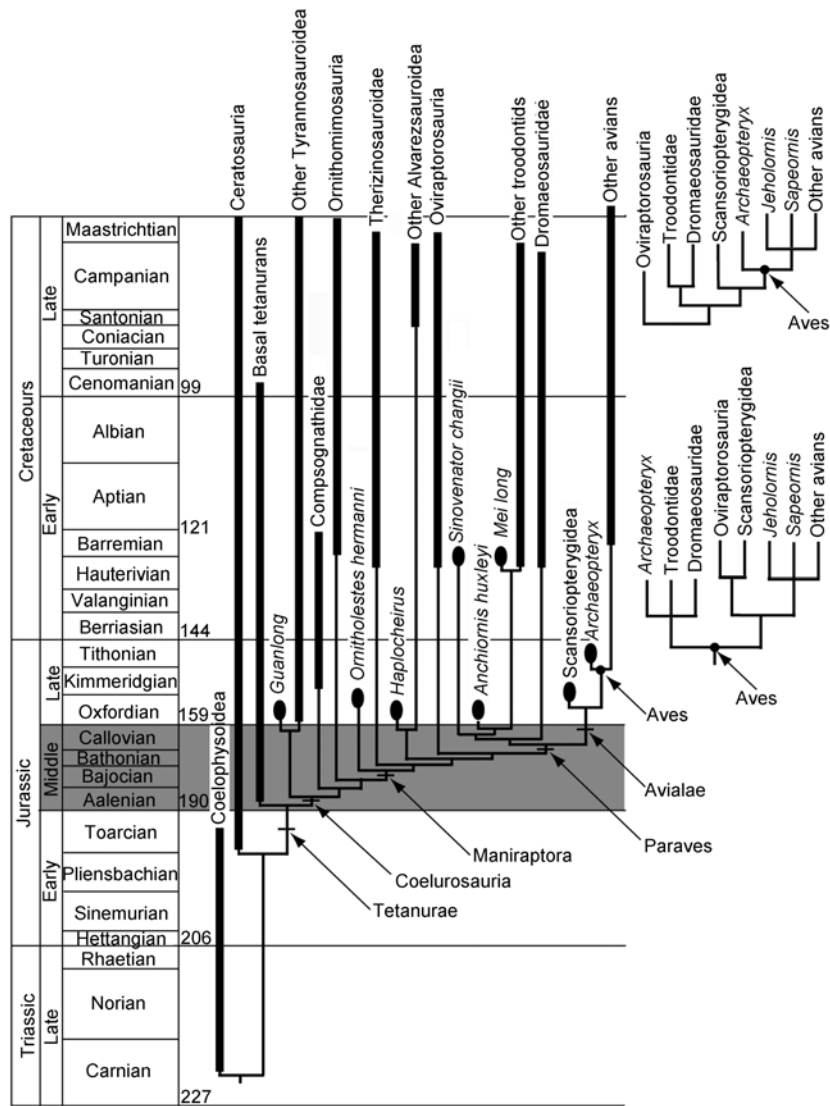 Ceratosauria
Other Tyrannosauroidea
Ornithomimosauria
Therizinosauroidae
Other Alvarezsauroidea
Oviraptorosauria
Other troodontids
Dromaeosauridae
Other avians
Basal tetanurans
Compsognathidae
Sinovenator changii
Mei long
Guanlong
Ornitholestes hermanni
Haplocheirus
Anchiornis huxleyi
Scansoriopterygidea
Archaeopteryx
Coelophysoidea
Cretaceours
Late
Maastrichtian
Campanian
Santonian
Coniacian
Turonian
Cenomanian
99
Early
Albian
Aptian
121
Barremian
Hauterivian
Valanginian
Berriasian
144
Jurassic
Late
Tithonian
Kimmeridgian
Oxfordian
159
Middle
Callovian
Bathonian
Bajocian
Aalenian
190
Early
Toarcian
Pliensbachian
Sinemurian
Hettangian
206
Triassic
Late
Rhaetian
Norian
Carnian
227
Aves
Avialae
Paraves
Maniraptora
Coelurosauria
Tetanurae
Oviraptorosauria
Troodontidae
Dromaeosauridae
Scansoriopterygidea
Archaeopteryx
Jeholornis
Sapeornis
Other avians
Aves
Archaeopteryx
Troodontidae
Dromaeosauridae
Oviraptorosauria
Scansoriopterygidea
Jeholornis
Sapeornis
Other avians
Aves